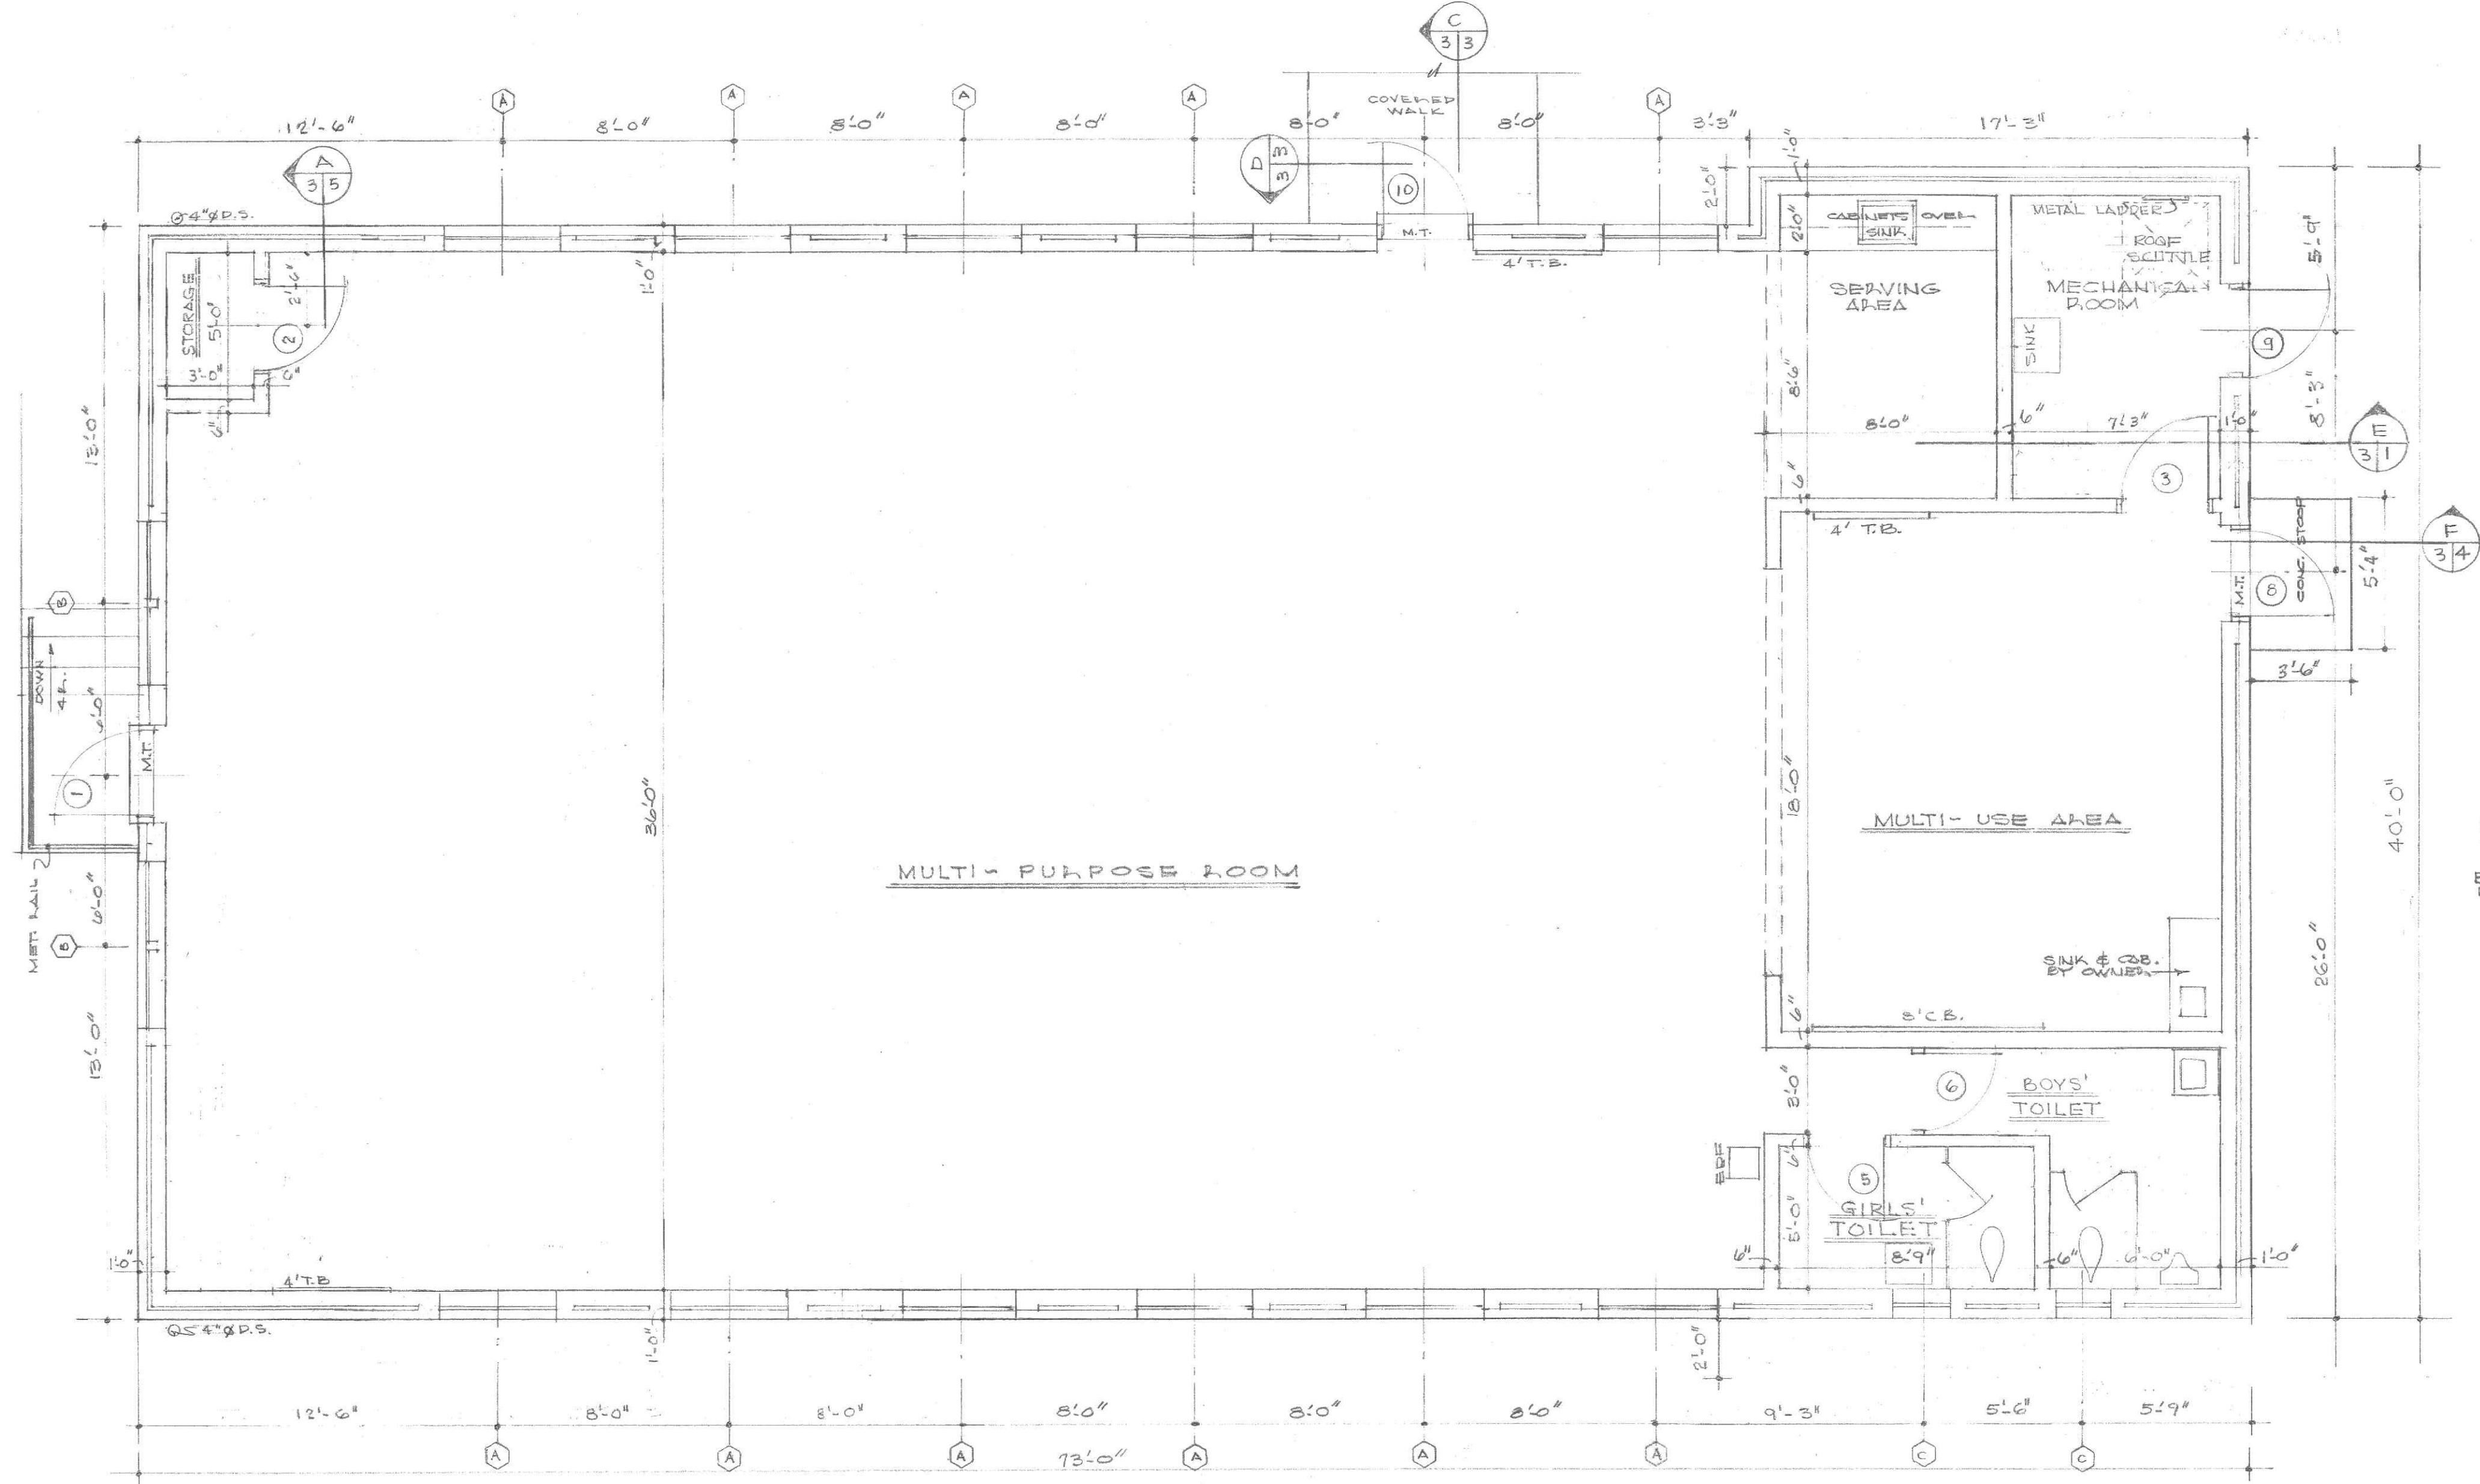 C
3 3
COVERED
WALK
A
A
A
A
A
12'-6"
8'-0"
8'-0"
8'-0"
8'-0"
8'-0"
3'-3"
17'-3"
A
3 5
D
3 3
10
2'-0"
1'-0"
4"ø D.S.
M.T.
4' T.B.
1'-0"
2'-0"
CABINETS OVER
SINK
METAL LADDER
ROOF
SCUTTLE
5'-9"
STORAGE
5'-0"
2'-6"
2
3'-0"
6"
6"
SERVING
AREA
MECHANICAL
ROOM
SINK
9
8'-3"
13'-0"
8'-6"
8'-0"
6"
7'-3"
1'-0"
E
3 1
6"
3
4' T.B.
CONC. STOOP
F
3 4
5'-4"
M.T.
8
3'-6"
B
DOWN
4 R.
6'-0"
M.T.
1
36'-0"
18'-0"
MULTI-USE AREA
40'-0"
MULTI-PURPOSE ROOM
MET. RAIL
6'-0"
B
SINK & CAB.
BY OWNER
26'-0"
13'-0"
6"
8' C.B.
3'-0"
6
BOYS'
TOILET
6"
5
5'-0"
GIRLS'
TOILET
6"
8'-9"
6"
6'-0"
1'-0"
1'-0"
4' T.B
4"ø D.S.
1'-0"
2'-0"
12'-6"
8'-0"
8'-0"
8'-0"
8'-0"
8'-0"
9'-3"
5'-6"
5'-9"
A
A
A
A
A
A
C
C
73'-0"